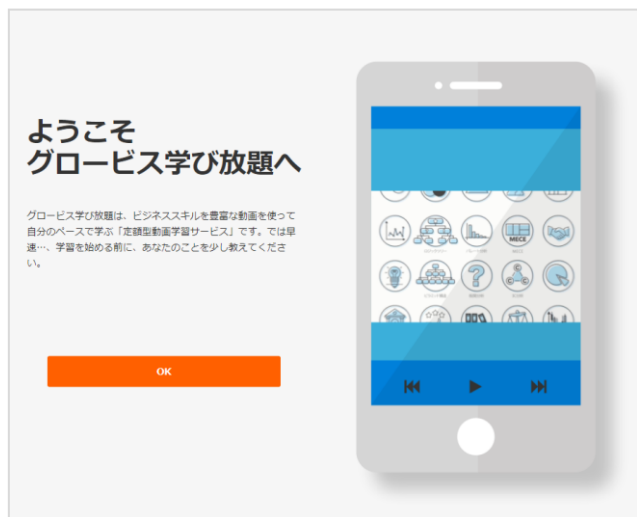 ようこそ
グロービス学び放題へ
グロービス学び放題は、ビジネススキルを豊富な動画を使って
自分のペースで学ぶ「定額型動画学習サービス」です。では早
速…、学習を始める前に、あなたのことを少し教えてくださ
い。
OK
MECE
C
C C